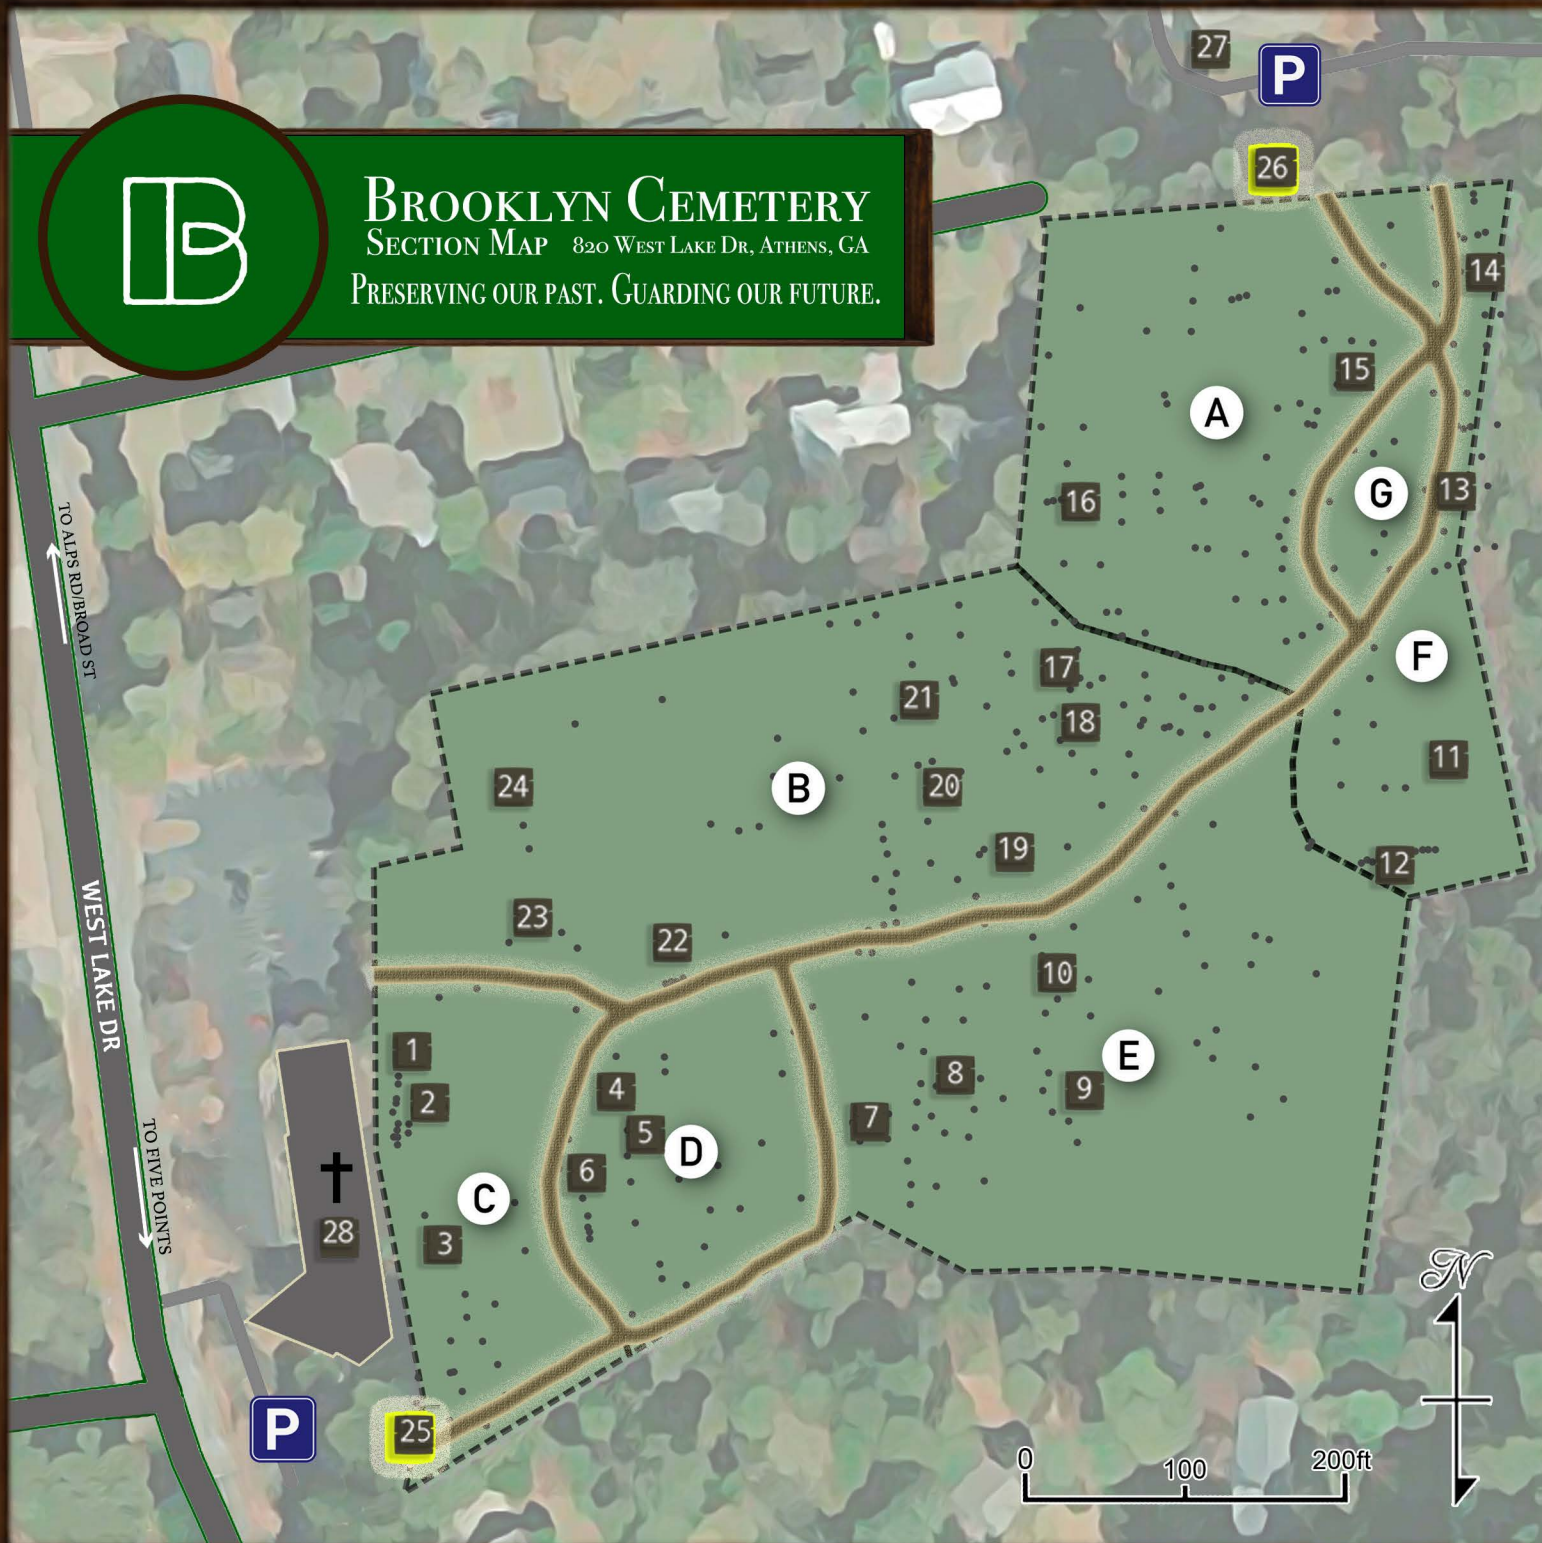 27
P
26
B
BROOKLYN CEMETERY
SECTION MAP 820 WEST LAKE DR, ATHENS, GA
PRESERVING OUR PAST. GUARDING OUR FUTURE.
14
15
A
16
G
13
TO ALPS RD/BROAD ST
F
17
21
18
11
24
B
20
19
12
23
22
WEST LAKE DR
10
1
E
2
4
8
9
5
7
D
6
TO FIVE POINTS
C
28
3
N
P
25
0
100
200ft